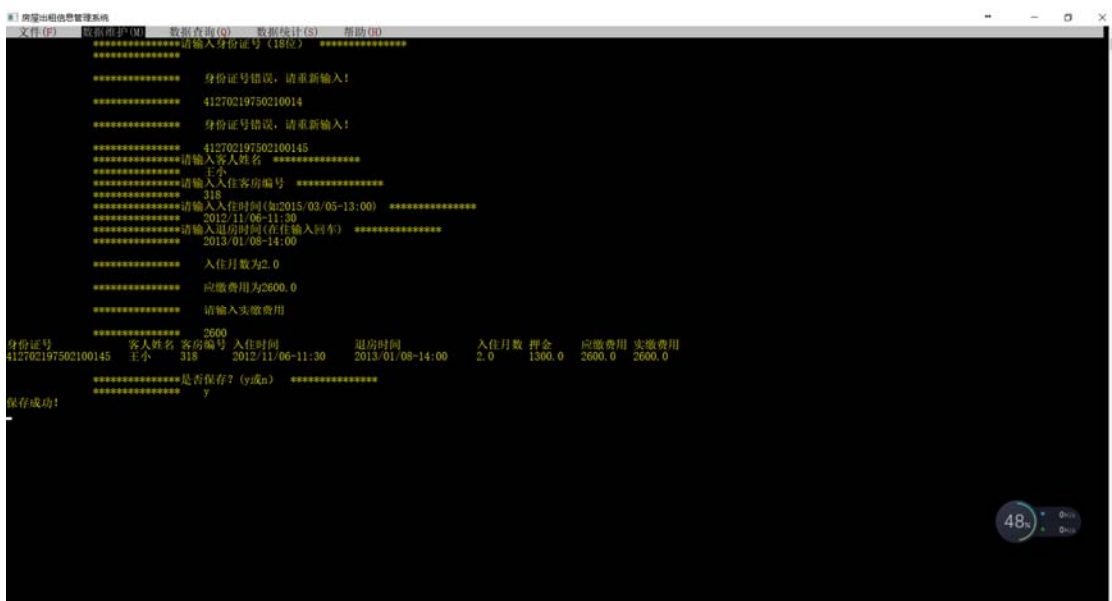 房屋出租信息管理系统
文件(F) 数据维护(M) 数据查询(Q) 数据统计(S) 帮助(H)
****************请输入身份证号（18位） ****************
****************
**************** 身份证号错误，请重新输入！
**************** 41270219750210014
**************** 身份证号错误，请重新输入！
**************** 412702197502100145
****************请输入客人姓名 ****************
**************** 王小
****************请输入入住客房编号 ****************
**************** 318
****************请输入入住时间(如2015/03/05-13:00) ****************
**************** 2012/11/06-11:30
****************请输入退房时间(在住输入回车) ****************
**************** 2013/01/08-14:00
**************** 入住月数为2.0
**************** 应缴费用为2600.0
**************** 请输入实缴费用
**************** 2600
身份证号 客人姓名 客房编号 入住时间 退房时间 入住月数 押金 应缴费用 实缴费用
412702197502100145 王小 318 2012/11/06-11:30 2013/01/08-14:00 2.0 1300.0 2600.0 2600.0
****************是否保存？(y或n) ****************
**************** y
保存成功！
48%
0K/s
0K/s